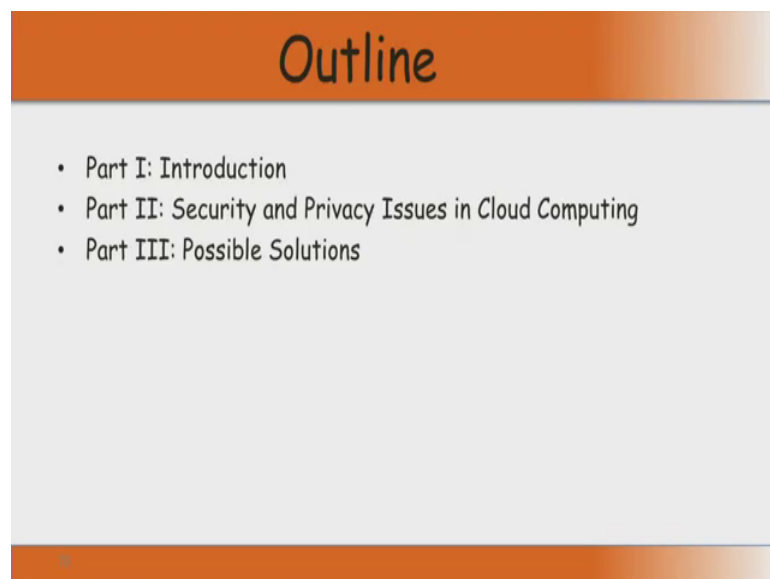 Outline
• Part I: Introduction
• Part II: Security and Privacy Issues in Cloud Computing
• Part III: Possible Solutions